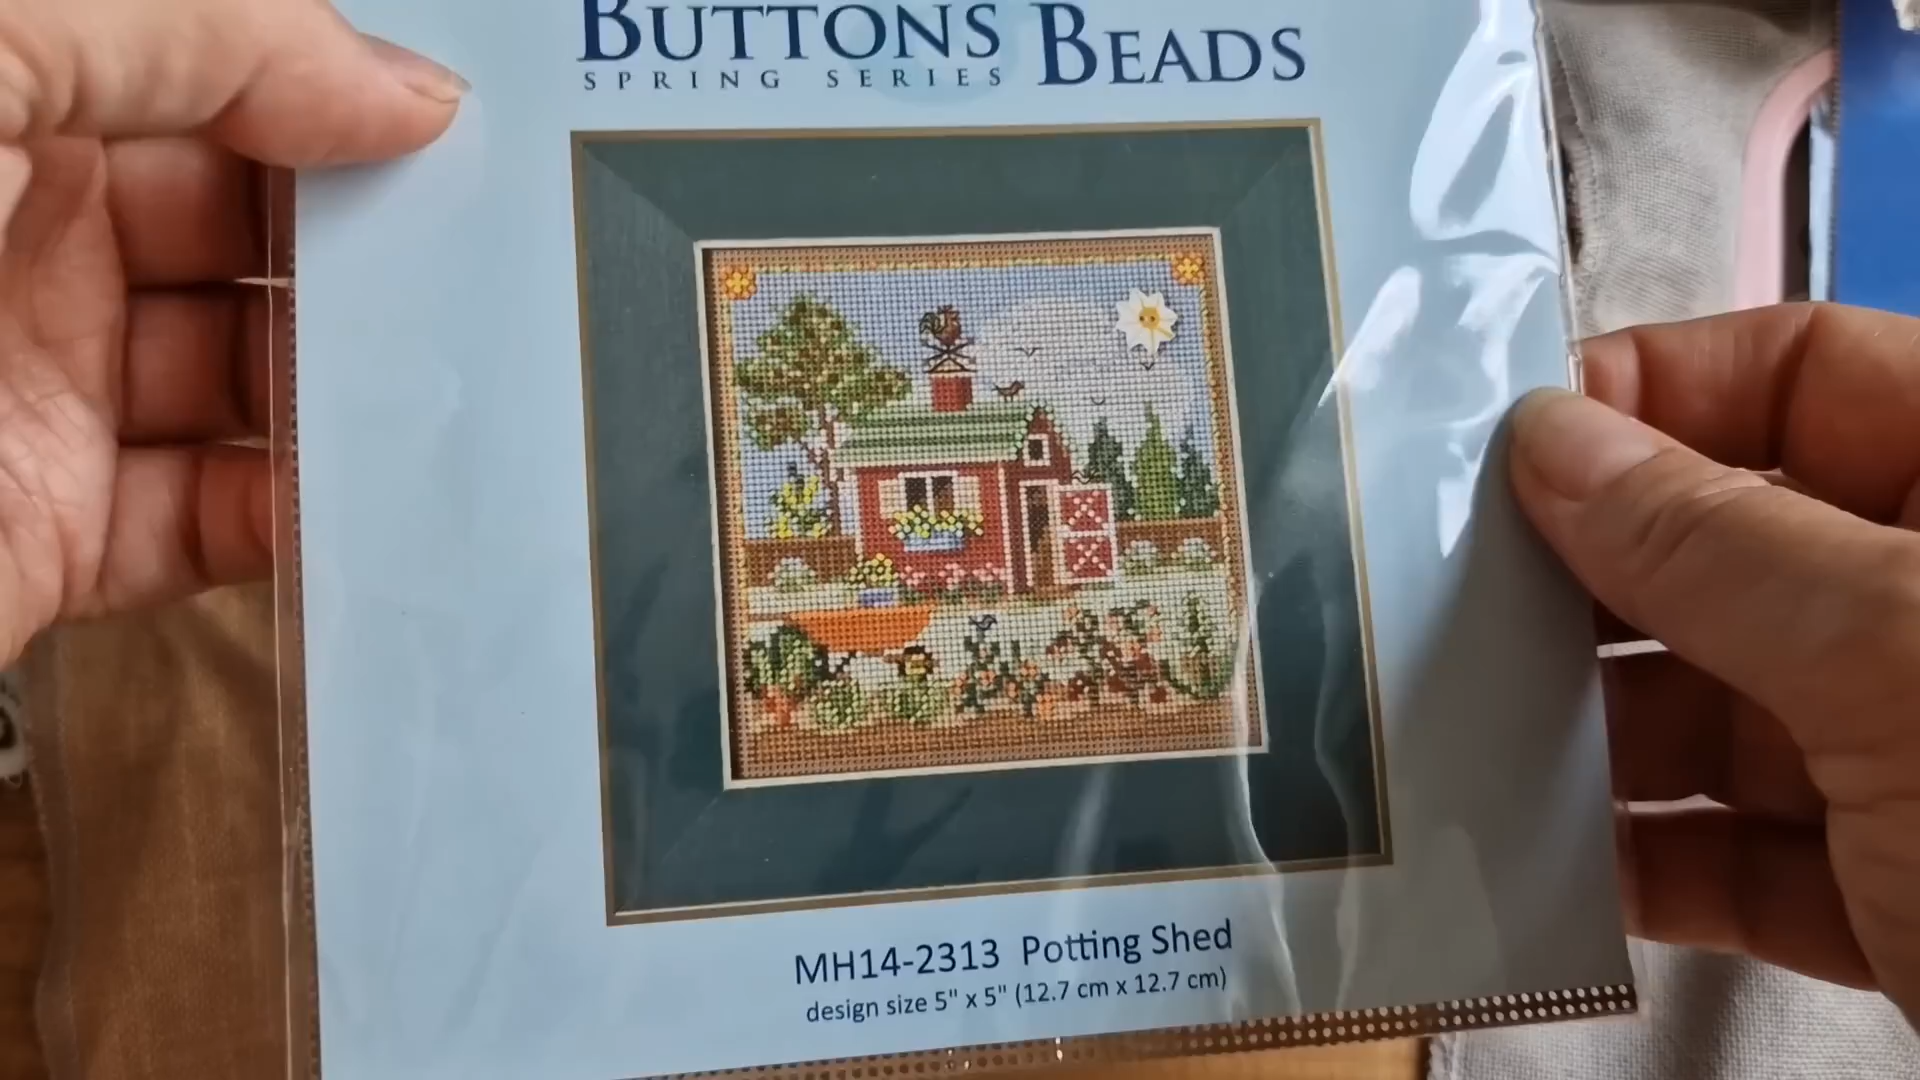 BUTTONS BEADS
SPRING SERIES
MH14-2313 Potting Shed
design size 5" x 5" (12.7 cm x 12.7 cm)